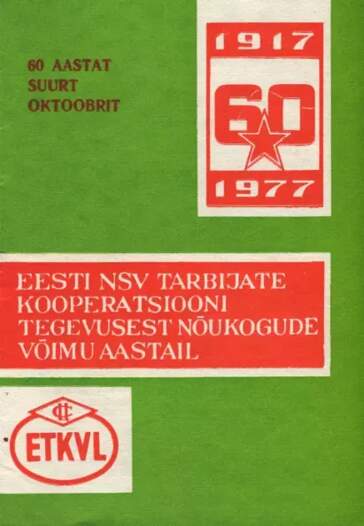 60 AASTAT
SUURT
OKTOOBRIT
1917
60
1977
EESTI NSV TARBIJATE
KOOPERATSIOONI
TEGEVUSEST NÕUKOGUDE
VÕIMU AASTAIL
ETKVL